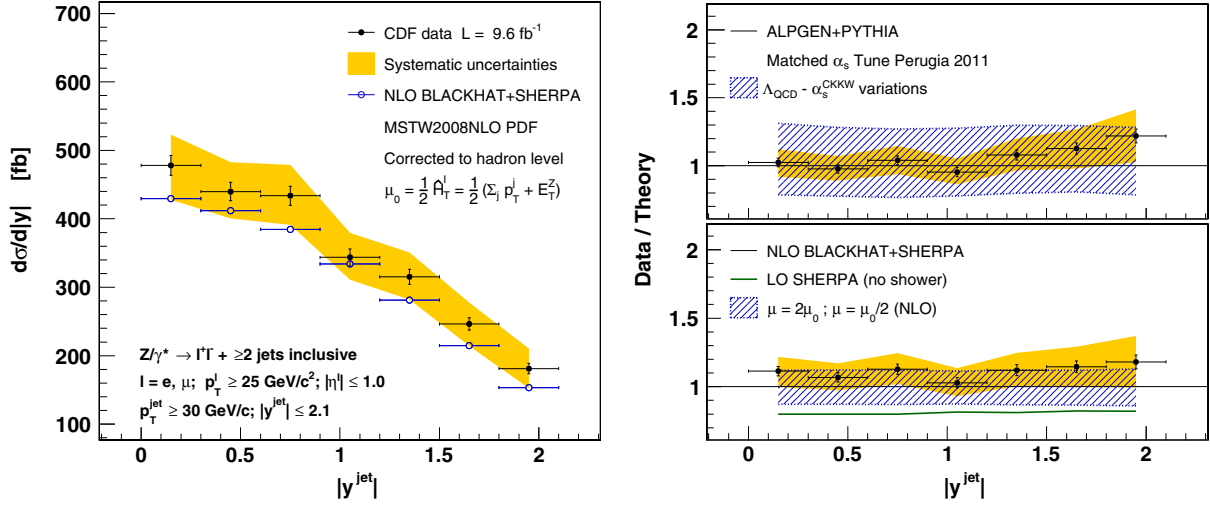 dσ/d|y| [fb]
700
600
500
400
300
200
100
CDF data L = 9.6 fb⁻¹
Systematic uncertainties
NLO BLACKHAT+SHERPA
MSTW2008NLO PDF
Corrected to hadron level
μ₀ = 1/2 Ĥ'_T = 1/2 (Σ_j p_T^j + E_T^Z)
Z/γ* → l⁺l⁻ + ≥2 jets inclusive
l = e, μ; p_T^l ≥ 25 GeV/c²; |η^l| ≤ 1.0
p_T^jet ≥ 30 GeV/c; |y^jet| ≤ 2.1
0 0.5 1 1.5 2
|y^jet|
Data / Theory
2
1.5
1
ALPGEN+PYTHIA
Matched α_s Tune Perugia 2011
Λ_QCD - α_s^CKKW variations
2
1.5
1
NLO BLACKHAT+SHERPA
LO SHERPA (no shower)
μ = 2μ₀ ; μ = μ₀/2 (NLO)
0 0.5 1 1.5 2
|y^jet|